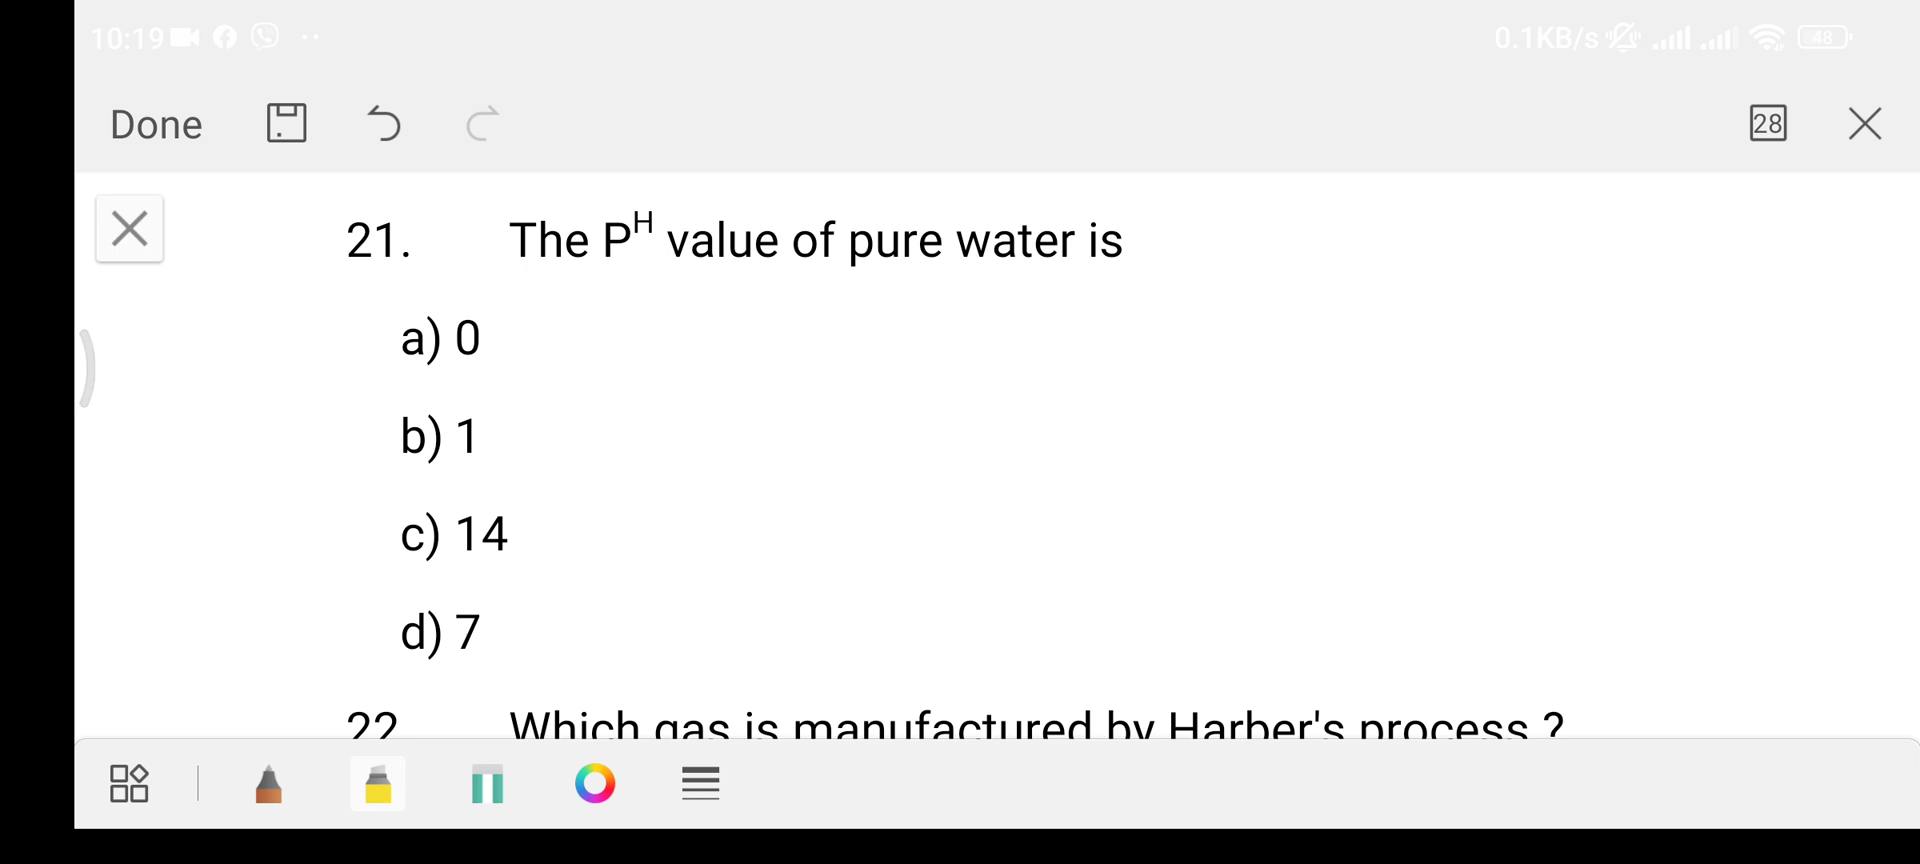 10:19
0.1KB/s 48
Done 28
21. The Pᴴ value of pure water is
a) 0
b) 1
c) 14
d) 7
22 Which gas is manufactured by Harber's process ?